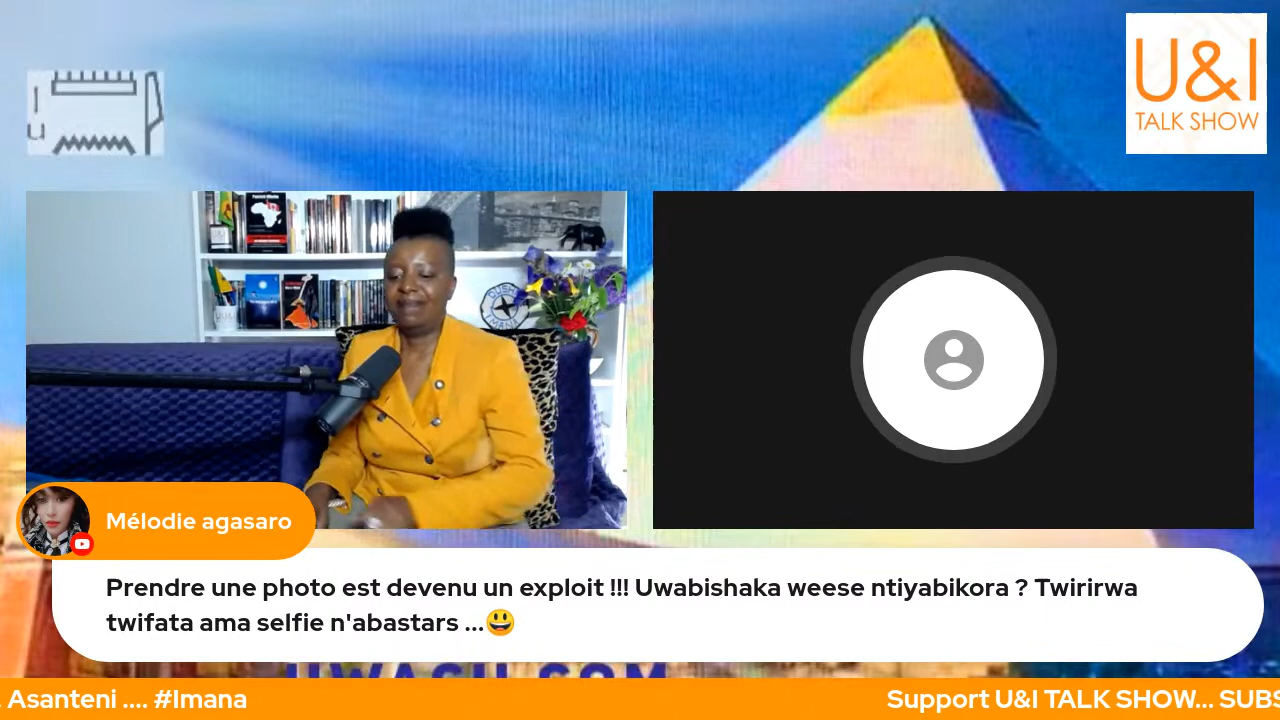 U&I
TALK SHOW
Mélodie agasaro
Prendre une photo est devenu un exploit !!! Uwabishaka weese ntiyabikora ? Twirirwa
twifata ama selfie n'abastars ...😃
. Asanteni .... #Imana
Support U&I TALK SHOW... SUBS